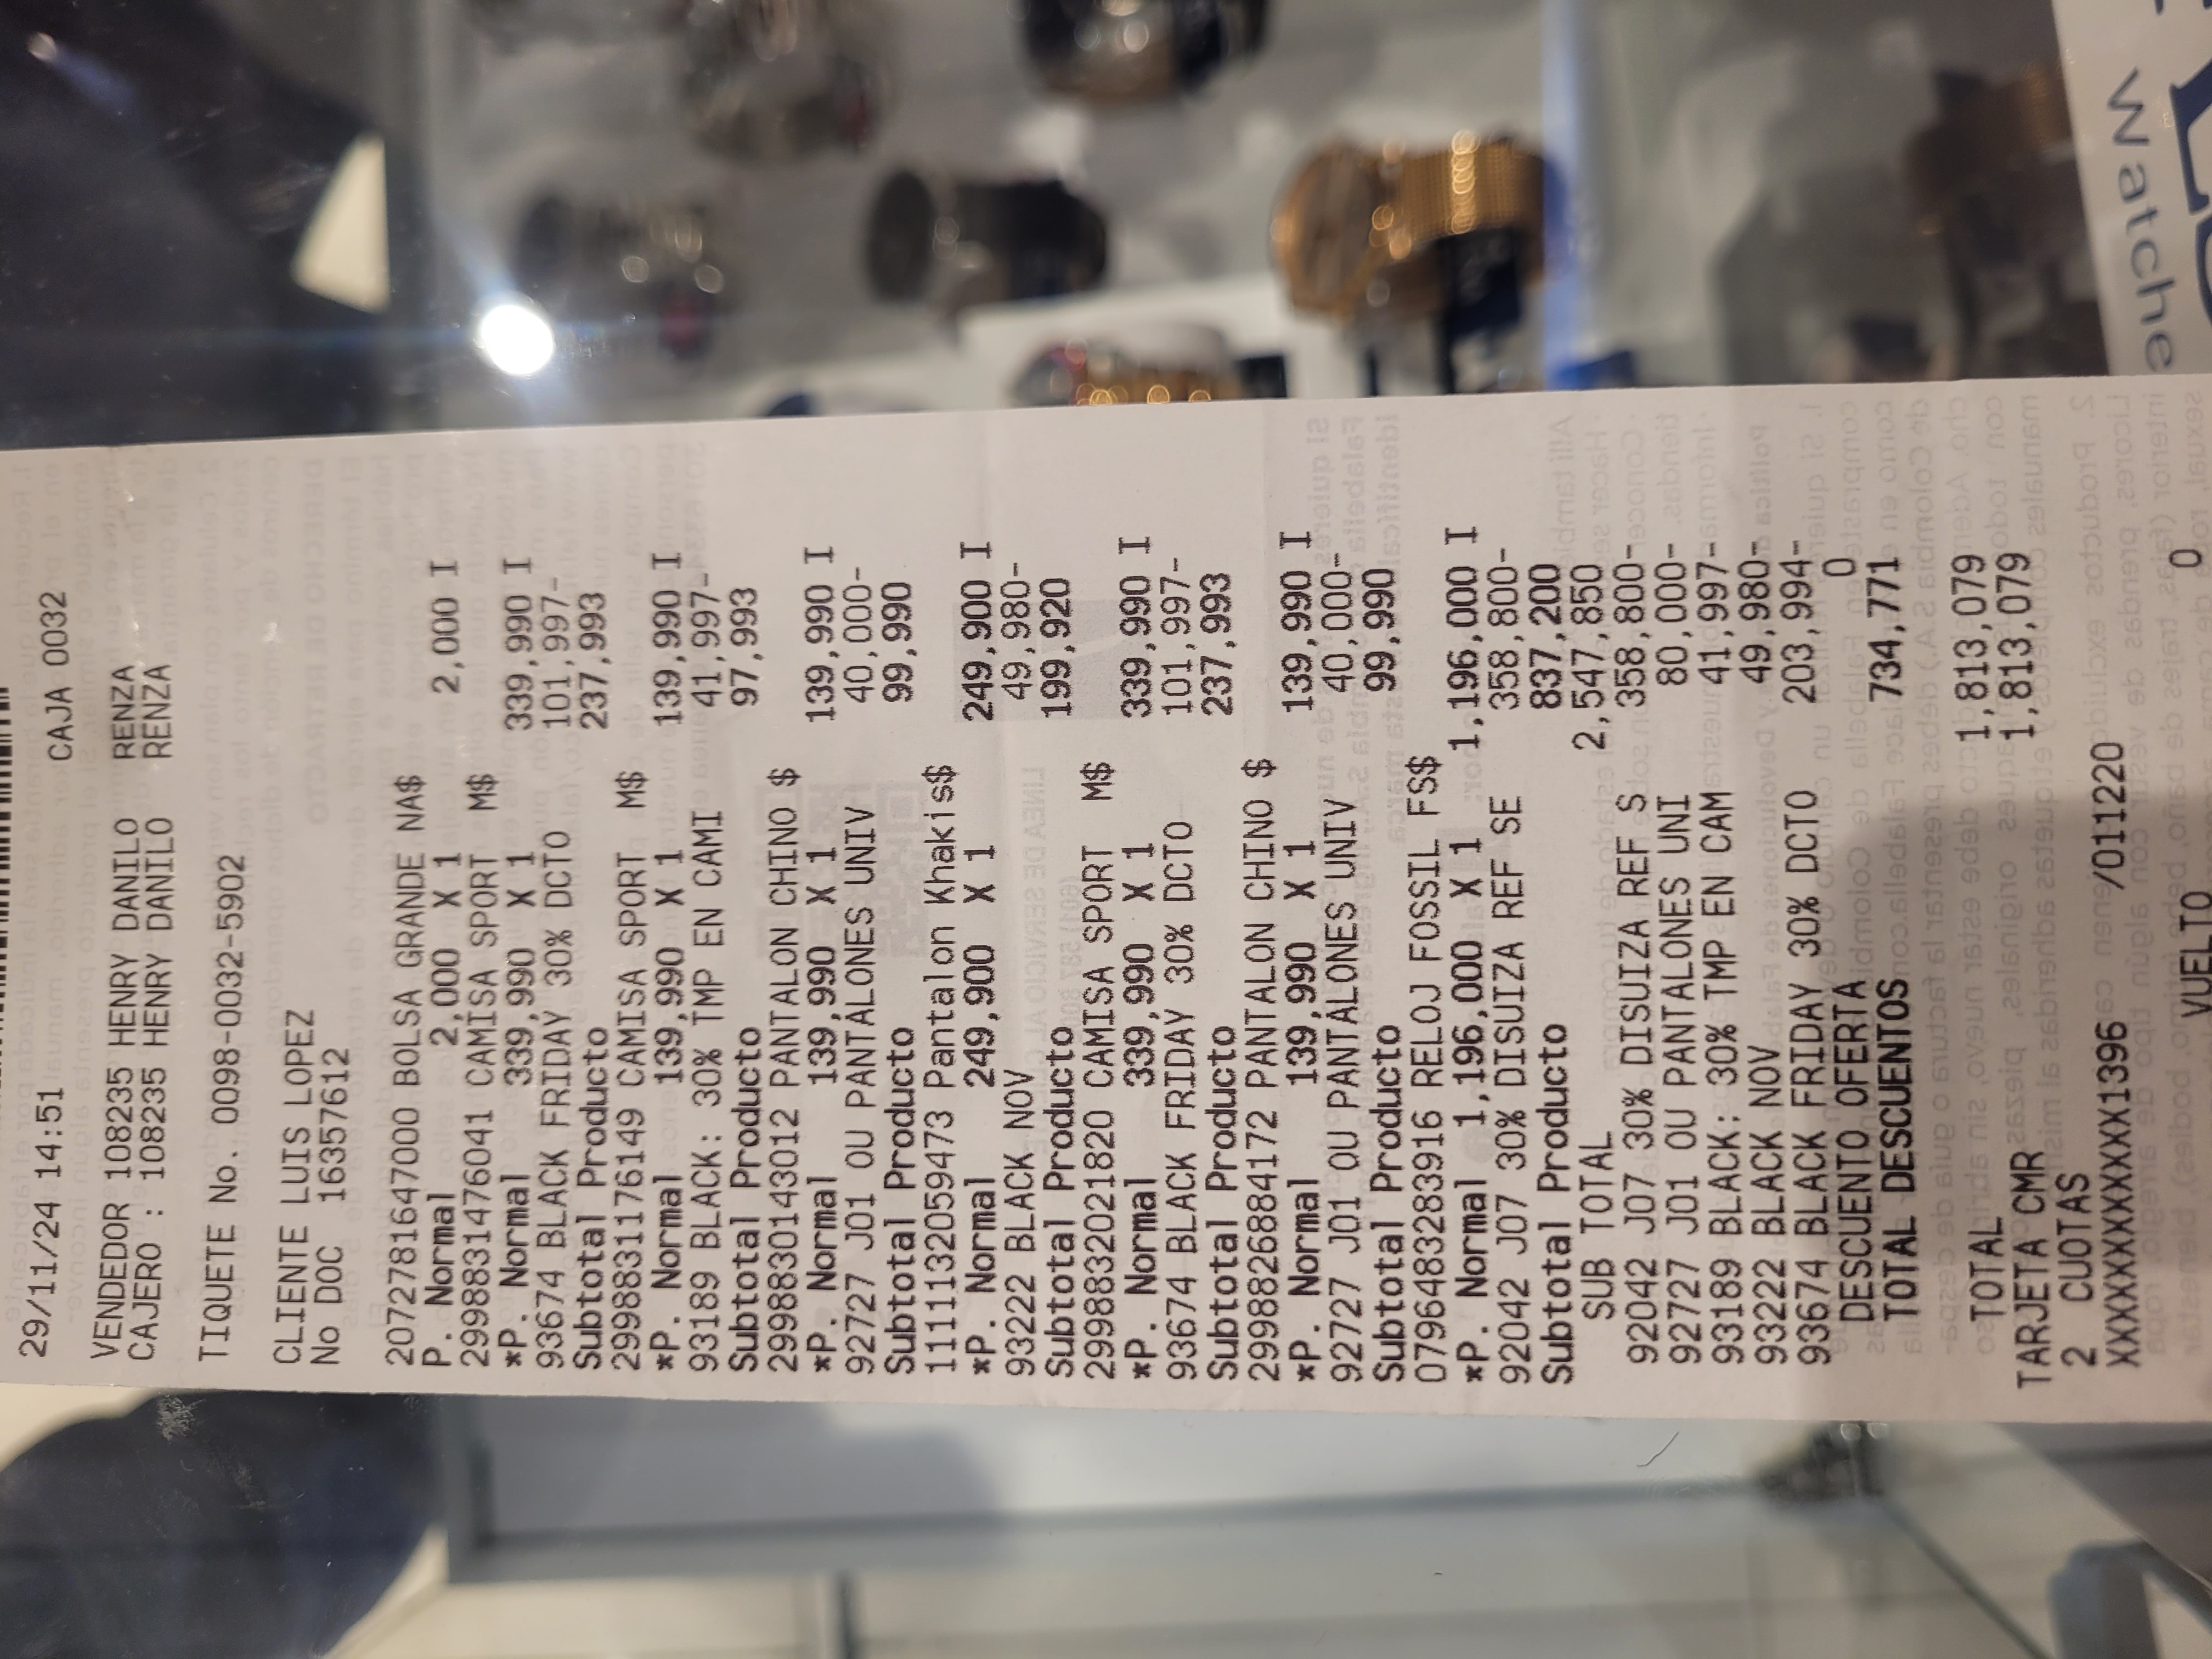 29/11/24 14:51 CAJA 0032
VENDEDOR 108235 HENRY DANILO RENZA
CAJERO : 108235 HENRY DANILO RENZA
TIQUETE No. 0098-0032-5902
CLIENTE LUIS LOPEZ
No DOC 16357612
2072781647000 BOLSA GRANDE NA$
P. Normal 2,000 X 1 2,000 I
2998831476041 CAMISA SPORT M$
*P. Normal 339,990 X 1 339,990 I
93674 BLACK FRIDAY 30% DCTO 101,997-
Subtotal Producto 237,993
2998831176149 CAMISA SPORT M$
*P. Normal 139,990 X 1 139,990 I
93189 BLACK: 30% TMP EN CAMI 41,997-
Subtotal Producto 97,993
2998830143012 PANTALON CHINO $
*P. Normal 139,990 X 1 139,990 I
92727 J01 OU PANTALONES UNIV 40,000-
Subtotal Producto 99,990
1111132059473 Pantalon Khakis$
*P. Normal 249,900 X 1 249,900 I
93222 BLACK NOV 49,980-
Subtotal Producto 199,920
2998832021820 CAMISA SPORT M$
*P. Normal 339,990 X 1 339,990 I
93674 BLACK FRIDAY 30% DCTO 101,997-
Subtotal Producto 237,993
2998826884172 PANTALON CHINO $
*P. Normal 139,990 X 1 139,990 I
92727 J01 OU PANTALONES UNIV 40,000-
Subtotal Producto 99,990
0796483283916 RELOJ FOSSIL FS$
*P. Normal 1,196,000 X 1 1,196,000 I
92042 J07 30% DISUIZA REF SE 358,800-
Subtotal Producto 837,200
SUB TOTAL 2,547,850
92042 J07 30% DISUIZA REF S 358,800-
92727 J01 OU PANTALONES UNI 80,000-
93189 BLACK: 30% TMP EN CAM 41,997-
93222 BLACK NOV 49,980-
93674 BLACK FRIDAY 30% DCTO 203,994-
DESCUENTO OFERTA 0
TOTAL DESCUENTOS 734,771
TOTAL 1,813,079
TARJETA CMR 1,813,079
2 CUOTAS
XXXXXXXXXXXX1396 /011220
VUELTO 0
Watche